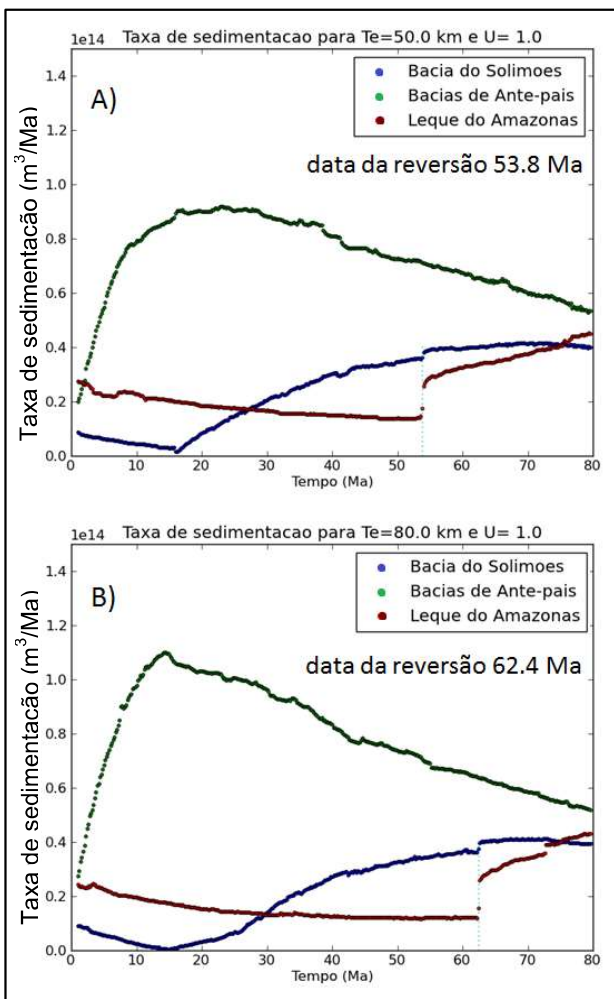 Taxa de sedimentacao para Te=50.0 km e U= 1.0
1e14
A)
Bacia do Solimoes
Bacias de Ante-pais
Leque do Amazonas
data da reversão 53.8 Ma
Taxa de sedimentacão (m³/Ma)
1.4
1.2
1.0
0.8
0.6
0.4
0.2
0.0
0 10 20 30 40 50 60 70 80
Tempo (Ma)
Taxa de sedimentacao para Te=80.0 km e U= 1.0
1e14
B)
Bacia do Solimoes
Bacias de Ante-pais
Leque do Amazonas
data da reversão 62.4 Ma
Taxa de sedimentacão (m³/Ma)
1.4
1.2
1.0
0.8
0.6
0.4
0.2
0.0
0 10 20 30 40 50 60 70 80
Tempo (Ma)